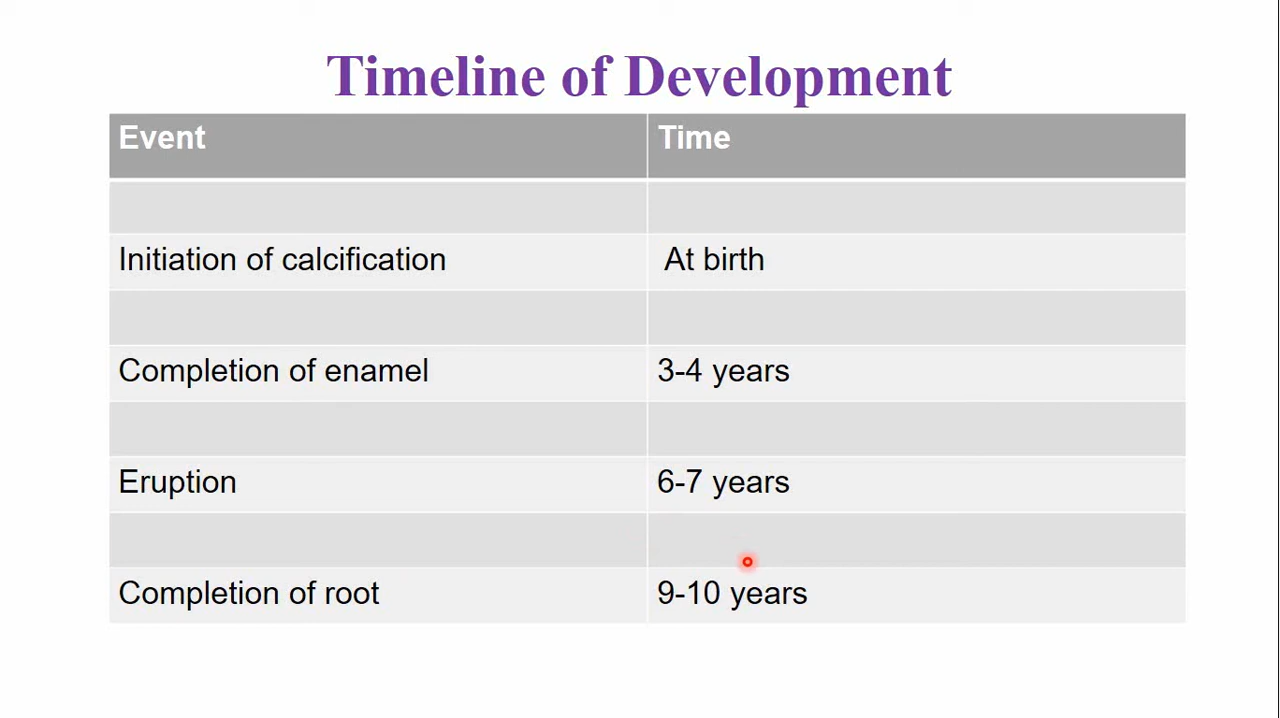 Timeline of Development
Event Time
Initiation of calcification At birth
Completion of enamel 3-4 years
Eruption 6-7 years
Completion of root 9-10 years